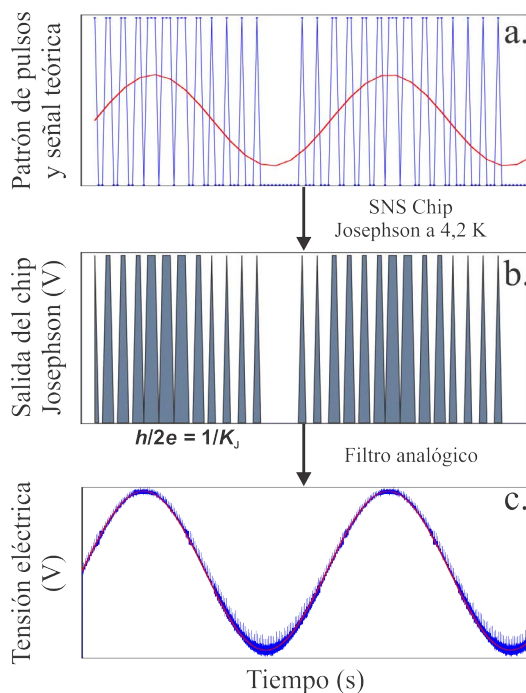 Patrón de pulsos
y señal teórica
a.
SNS Chip
Josephson a 4,2 K
Salida del chip
Josephson (V)
b.
h/2e = 1/KJ
Filtro analógico
Tensión eléctrica
(V)
c.
Tiempo (s)